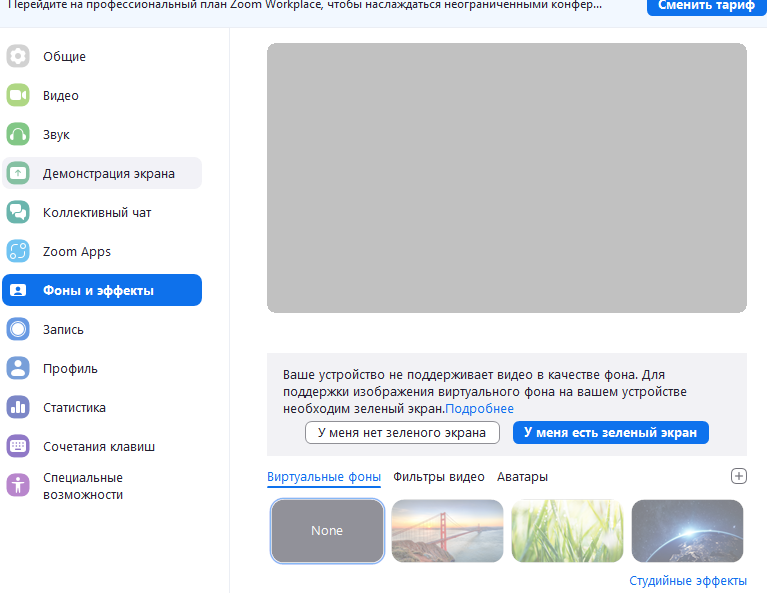 Перейдите на профессиональный план Zoom Workplace, чтобы наслаждаться неограниченными конфер...
Сменить тариф
Общие
Видео
Звук
Демонстрация экрана
Коллективный чат
Zoom Apps
Фоны и эффекты
Запись
Профиль
Статистика
Сочетания клавиш
Специальные
возможности
Ваше устройство не поддерживает видео в качестве фона. Для
поддержки изображения виртуального фона на вашем устройстве
необходим зеленый экран.Подробнее
У меня нет зеленого экрана
У меня есть зеленый экран
Виртуальные фоны
Фильтры видео
Аватары
None
Студийные эффекты